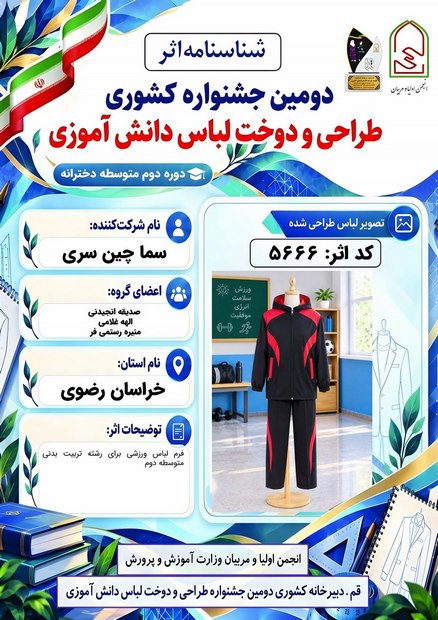 شناسنامه اثر
انجمن اولیا و مربیان
دومین جشنواره کشوری
طراحی و دوخت لباس دانش آموزی
دوره دوم متوسطه دخترانه
نام شرکت‌کننده:
سما چین سری
اعضای گروه:
صدیقه انجیدنی
الهه غلامی
منیره رستمی فر
نام استان:
خراسان رضوی
توضیحات اثر:
فرم لباس ورزشی برای رشته تربیت بدنی
متوسطه دوم
تصویر لباس طراحی شده
کد اثر: ۵۶۶۶
ورزش
سلامت
انرژی
موفقیت
انجمن اولیا و مربیان وزارت آموزش و پرورش
قم . دبیرخانه کشوری دومین جشنواره طراحی و دوخت لباس دانش آموزی